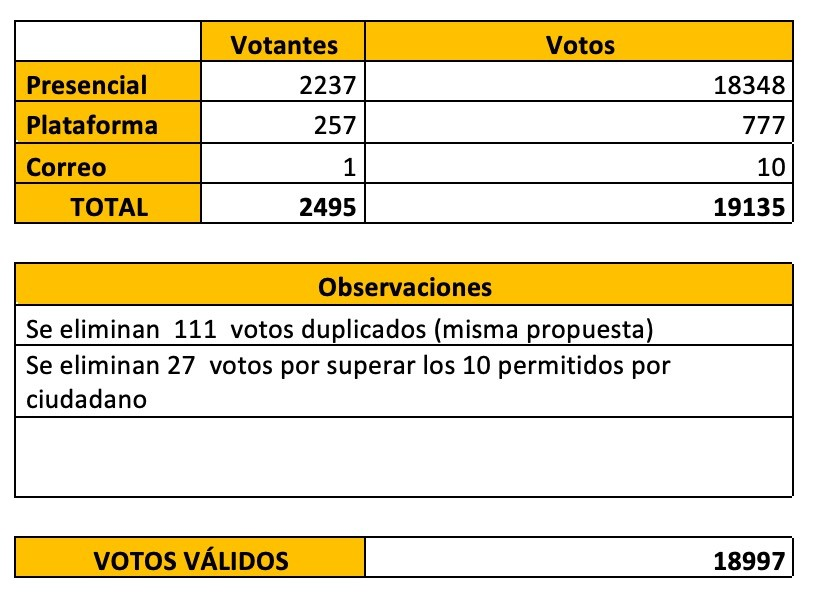 Votantes Votos
Presencial 2237 18348
Plataforma 257 777
Correo 1 10
TOTAL 2495 19135
Observaciones
Se eliminan  111  votos duplicados (misma propuesta)
Se eliminan 27  votos por superar los 10 permitidos por
ciudadano
VOTOS VÁLIDOS 18997